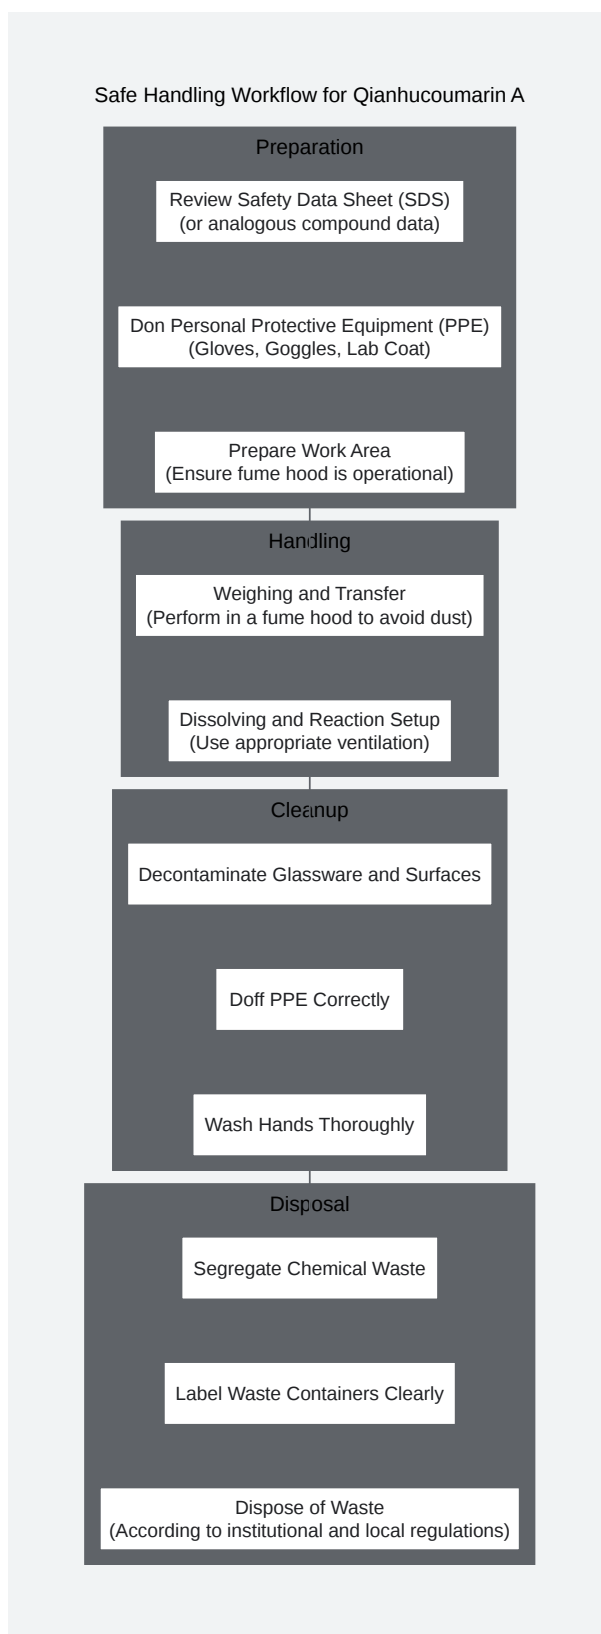 Safe Handling Workflow for Qianhucoumarin A
Preparation
Review Safety Data Sheet (SDS)
(or analogous compound data)
Don Personal Protective Equipment (PPE)
(Gloves, Goggles, Lab Coat)
Prepare Work Area
(Ensure fume hood is operational)
Handling
Weighing and Transfer
(Perform in a fume hood to avoid dust)
Dissolving and Reaction Setup
(Use appropriate ventilation)
Cleanup
Decontaminate Glassware and Surfaces
Doff PPE Correctly
Wash Hands Thoroughly
Disposal
Segregate Chemical Waste
Label Waste Containers Clearly
Dispose of Waste
(According to institutional and local regulations)